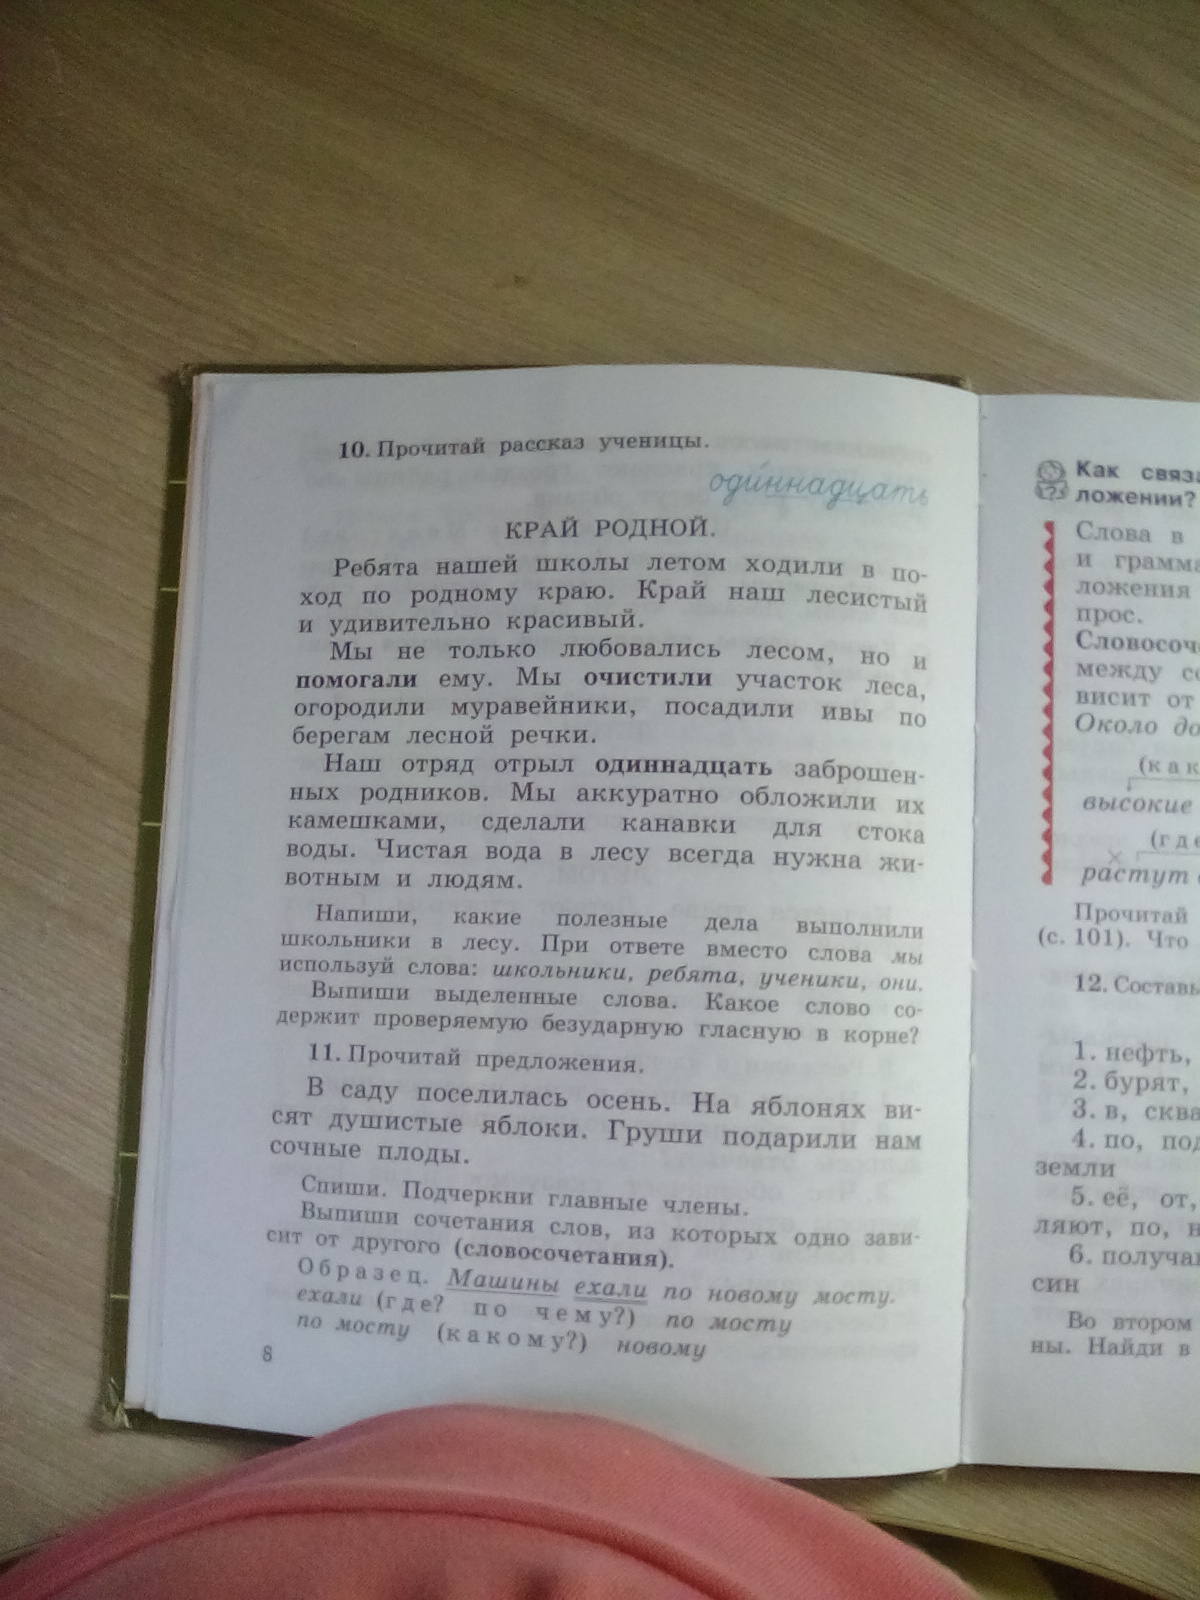 10. Прочитай рассказ ученицы.
одиннадцать
КРАЙ РОДНОЙ.
Ребята нашей школы летом ходили в по-
ход по родному краю. Край наш лесистый
и удивительно красивый.
Мы не только любовались лесом, но и
помогали ему. Мы очистили участок леса,
огородили муравейники, посадили ивы по
берегам лесной речки.
Наш отряд отрыл одиннадцать заброшен-
ных родников. Мы аккуратно обложили их
камешками, сделали канавки для стока
воды. Чистая вода в лесу всегда нужна жи-
вотным и людям.
Напиши, какие полезные дела выполнили
школьники в лесу. При ответе вместо слова мы
используй слова: школьники, ребята, ученики, они.
Выпиши выделенные слова. Какое слово со-
держит проверяемую безударную гласную в корне?
11. Прочитай предложения.
В саду поселилась осень. На яблонях ви-
сят душистые яблоки. Груши подарили нам
сочные плоды.
Спиши. Подчеркни главные члены.
Выпиши сочетания слов, из которых одно зави-
сит от другого (словосочетания).
Образец. Машины ехали по новому мосту.
ехали (где? по чему?) по мосту
по мосту (какому?) новому
8
Как связа
ложении?
Слова в
и грамма
ложения
прос.
Словосоче
между со
висит от
Около до
(как
высокие
(где
растут
Прочитай
(с. 101). Что
12. Составь
1. нефть,
2. бурят,
3. в, сква
4. по, под
земли
5. её, от,
ляют, по, н
6. получа
син
Во втором
ны. Найди в